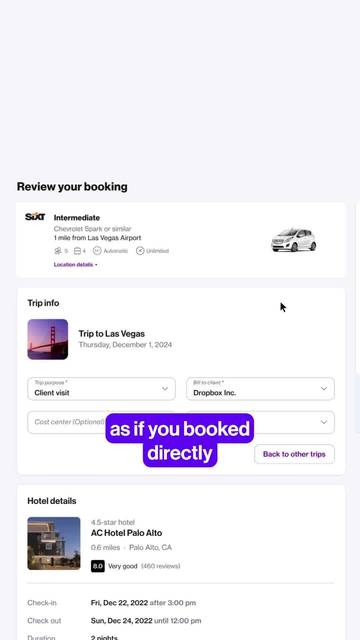 Review your booking
SIXT
Intermediate
Chevrolet Spark or similar
1 mile from Las Vegas Airport
5 4 Automatic Unlimited
Location details
Trip info
Trip to Las Vegas
Thursday, December 1, 2024
Trip purpose * Bill to client *
Client visit Dropbox Inc.
Cost center (Optional)
as if you booked
directly
Back to other trips
Hotel details
4.5-star hotel
AC Hotel Palo Alto
0.6 miles · Palo Alto, CA
8.0 Very good (460 reviews)
Check-in Fri, Dec 22, 2022 after 3:00 pm
Check out Sun, Dec 24, 2022 until 12:00 pm
Duration 2 nights